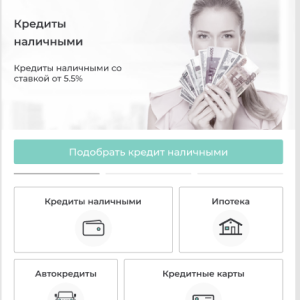 Кредиты
наличными
Кредиты наличными со
ставкой от 5.5%
Подобрать кредит наличными
Кредиты наличными
Ипотека
Автокредиты
Кредитные карты